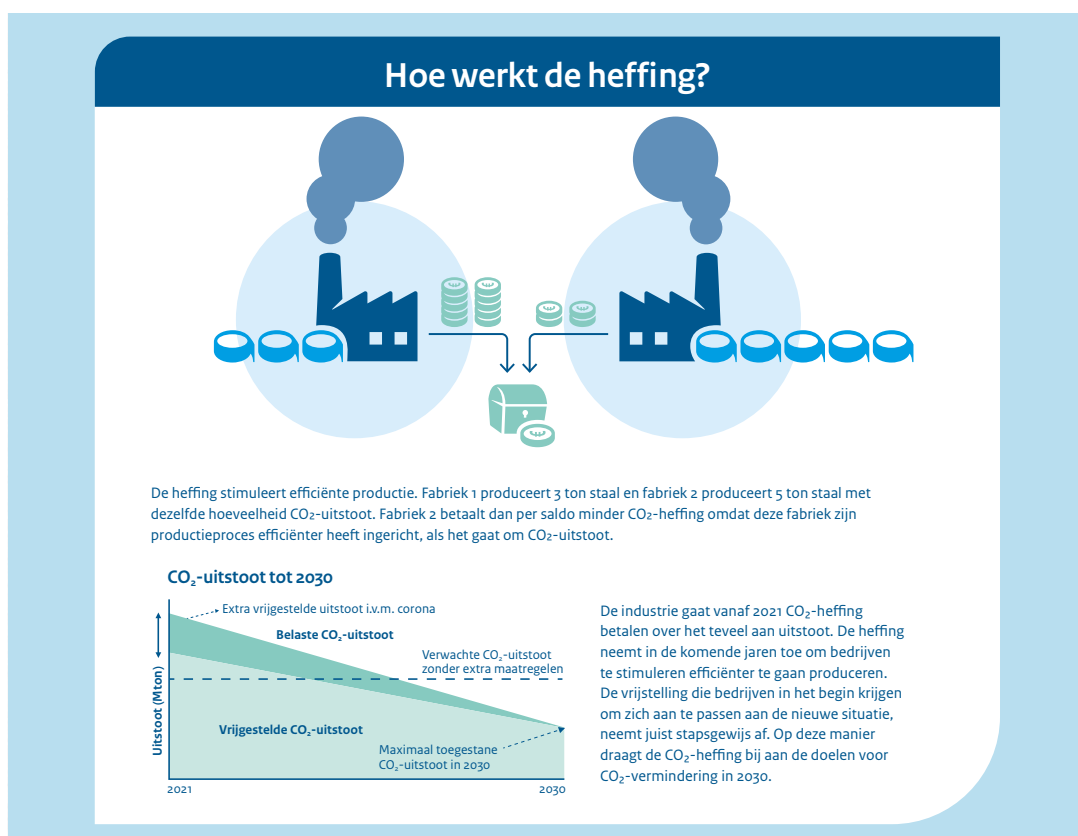 Hoe werkt de heffing?
De heffing stimuleert efficiënte productie. Fabriek 1 produceert 3 ton staal en fabriek 2 produceert 5 ton staal met
dezelfde hoeveelheid CO₂-uitstoot. Fabriek 2 betaalt dan per saldo minder CO₂-heffing omdat deze fabriek zijn
productieproces efficiënter heeft ingericht, als het gaat om CO₂-uitstoot.
CO₂-uitstoot tot 2030
Extra vrijgestelde uitstoot i.v.m. corona
Belaste CO₂-uitstoot
Verwachte CO₂-uitstoot
zonder extra maatregelen
Uitstoot (Mton)
Vrijgestelde CO₂-uitstoot
Maximaal toegestane
CO₂-uitstoot in 2030
2021
2030
De industrie gaat vanaf 2021 CO₂-heffing
betalen over het teveel aan uitstoot. De heffing
neemt in de komende jaren toe om bedrijven
te stimuleren efficiënter te gaan produceren.
De vrijstelling die bedrijven in het begin krijgen
om zich aan te passen aan de nieuwe situatie,
neemt juist stapsgewijs af. Op deze manier
draagt de CO₂-heffing bij aan de doelen voor
CO₂-vermindering in 2030.